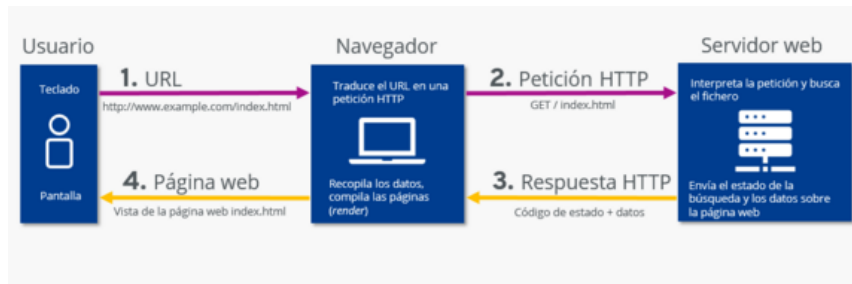 Usuario
Navegador
Servidor web
Teclado
Pantalla
1. URL
http://www.example.com/index.html
4. Página web
Vista de la página web index.html
Traduce el URL en una
petición HTTP
Recopila los datos,
compila las páginas
(render)
2. Petición HTTP
GET / index.html
3. Respuesta HTTP
Código de estado + datos
Interpreta la petición y busca
el fichero
Envía el estado de la
búsqueda y los datos sobre
la página web